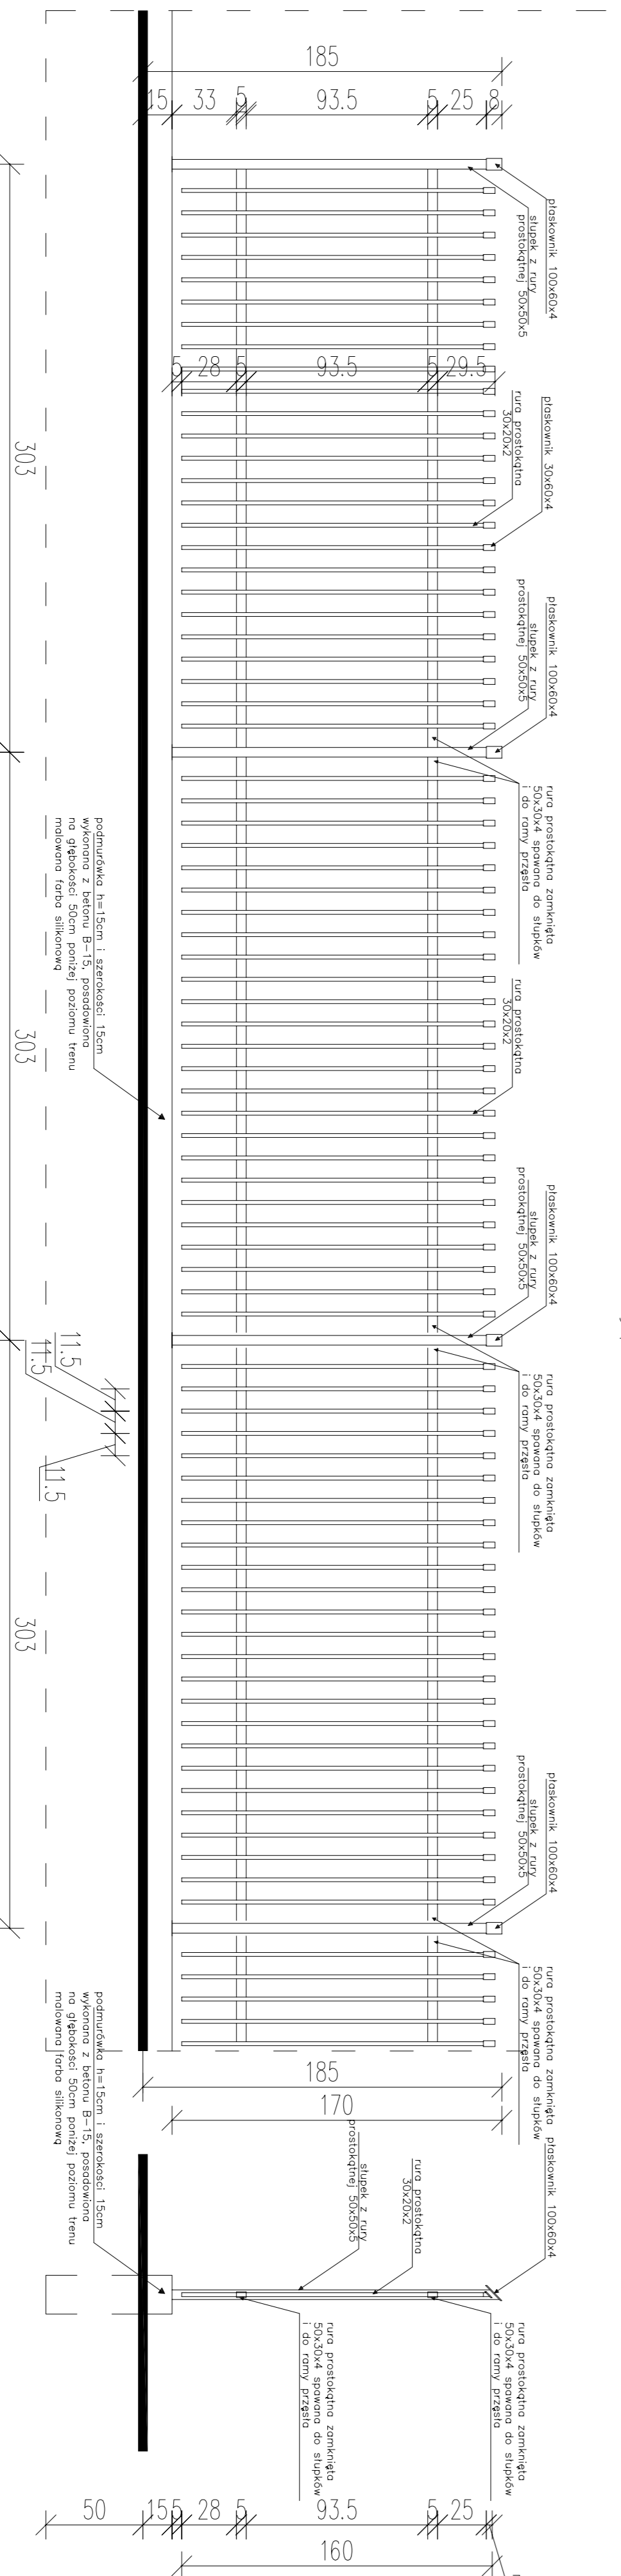 185
15
33
5
93.5
5
25
8
płaskownik 100x60x4
słupek z rury
prostokątnej 50x50x5
5
28
5
93.5
5
29.5
płaskownik 30x60x4
rura prostokątna
30x20x2
303
płaskownik 100x60x4
słupek z rury
prostokątnej 50x50x5
rura prostokątna zamknięta
50x30x4 spawana do słupków
i do ramy przęsła
podmurówka h=15cm i szerokości 15cm
wykonana z betonu B-15, posadowiona
na głębokości 50cm poniżej poziomu trenu
malowana farba silikonową
rura prostokątna
30x20x2
303
płaskownik 100x60x4
słupek z rury
prostokątnej 50x50x5
rura prostokątna zamknięta
50x30x4 spawana do słupków
i do ramy przęsła
11.5
11.5
11.5
303
płaskownik 100x60x4
słupek z rury
prostokątnej 50x50x5
rura prostokątna zamknięta
50x30x4 spawana do słupków
i do ramy przęsła
podmurówka h=15cm i szerokości 15cm
wykonana z betonu B-15, posadowiona
na głębokości 50cm poniżej poziomu trenu
malowana farba silikonową
185
170
płaskownik 100x60x4
rura prostokątna
30x20x2
słupek z rury
prostokątnej 50x50x5
rura prostokątna zamknięta
50x30x4 spawana do słupków
i do ramy przęsła
rura prostokątna zamknięta
50x30x4 spawana do słupków
i do ramy przęsła
50
15
5
28
5
93.5
5
25
160